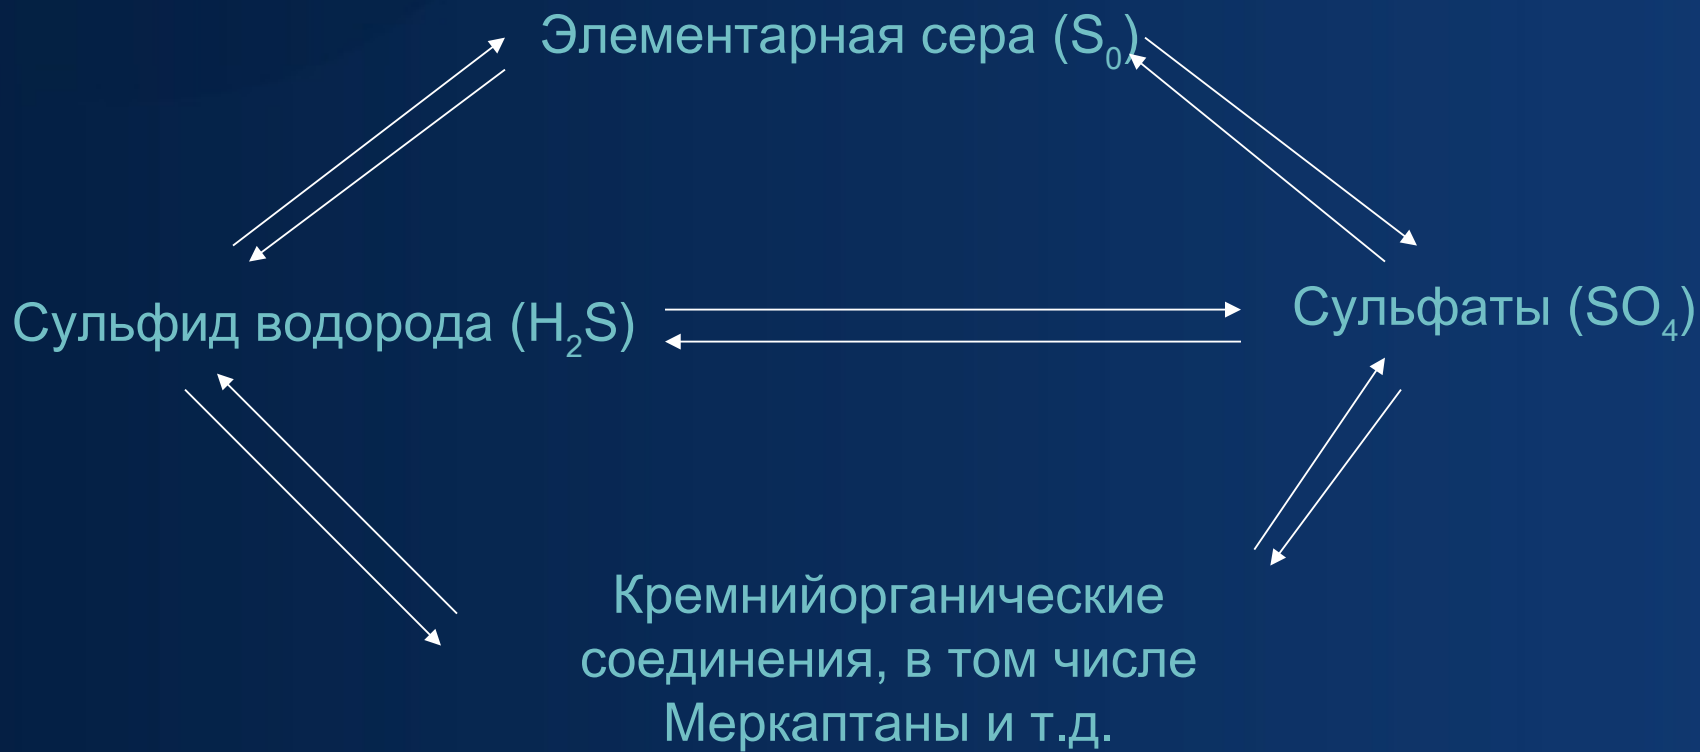 Элементарная сера (S₀)
Сульфид водорода (H₂S)
Сульфаты (SO₄)
Кремнийорганические
соединения, в том числе
Меркаптаны и т.д.